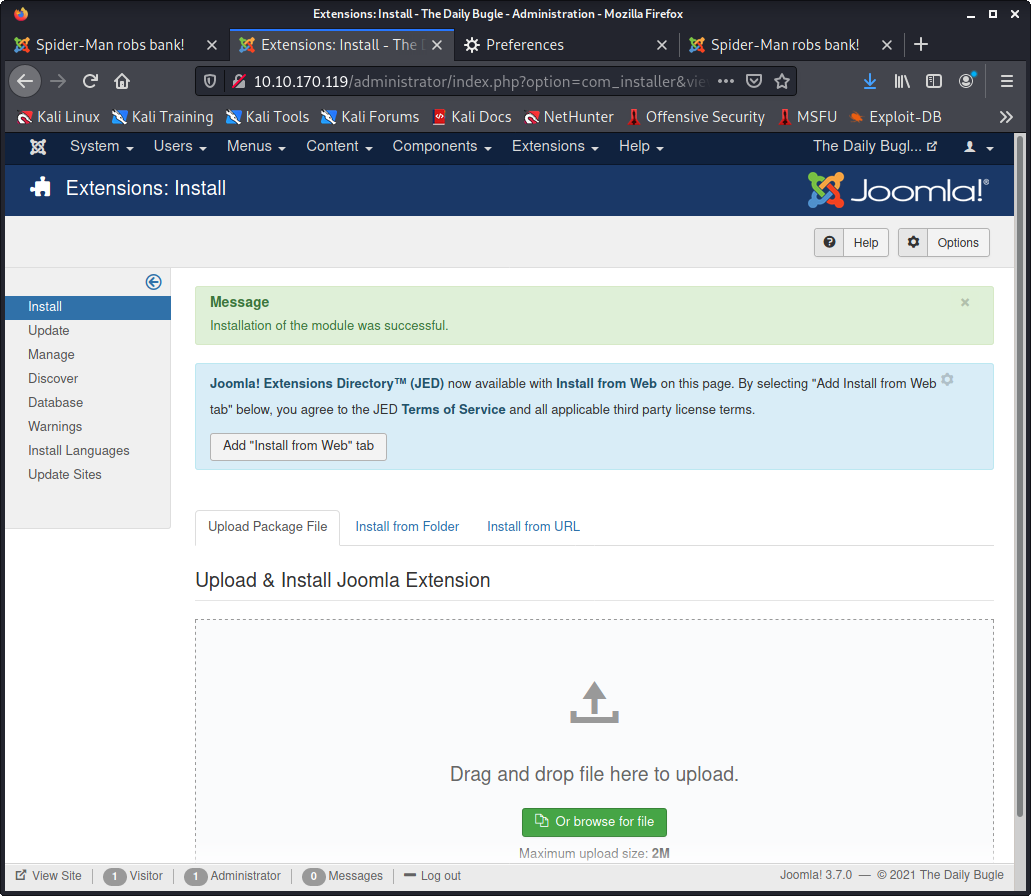 Extensions: Install - The Daily Bugle - Administration - Mozilla Firefox
Spider-Man robs bank!
Extensions: Install - The
Preferences
Spider-Man robs bank!
10.10.170.119/administrator/index.php?option=com_installer&vie
Kali Linux Kali Training Kali Tools Kali Forums Kali Docs NetHunter Offensive Security MSFU Exploit-DB
System Users Menus Content Components Extensions Help The Daily Bugl...
Extensions: Install
Joomla!®
Help Options
Install
Update
Manage
Discover
Database
Warnings
Install Languages
Update Sites
Message
Installation of the module was successful.
Joomla! Extensions Directory™ (JED) now available with Install from Web on this page. By selecting "Add Install from Web
tab" below, you agree to the JED Terms of Service and all applicable third party license terms.
Add "Install from Web" tab
Upload Package File Install from Folder Install from URL
Upload & Install Joomla Extension
Drag and drop file here to upload.
Or browse for file
Maximum upload size: 2M
View Site 1 Visitor 1 Administrator 0 Messages Log out Joomla! 3.7.0 — © 2021 The Daily Bugle